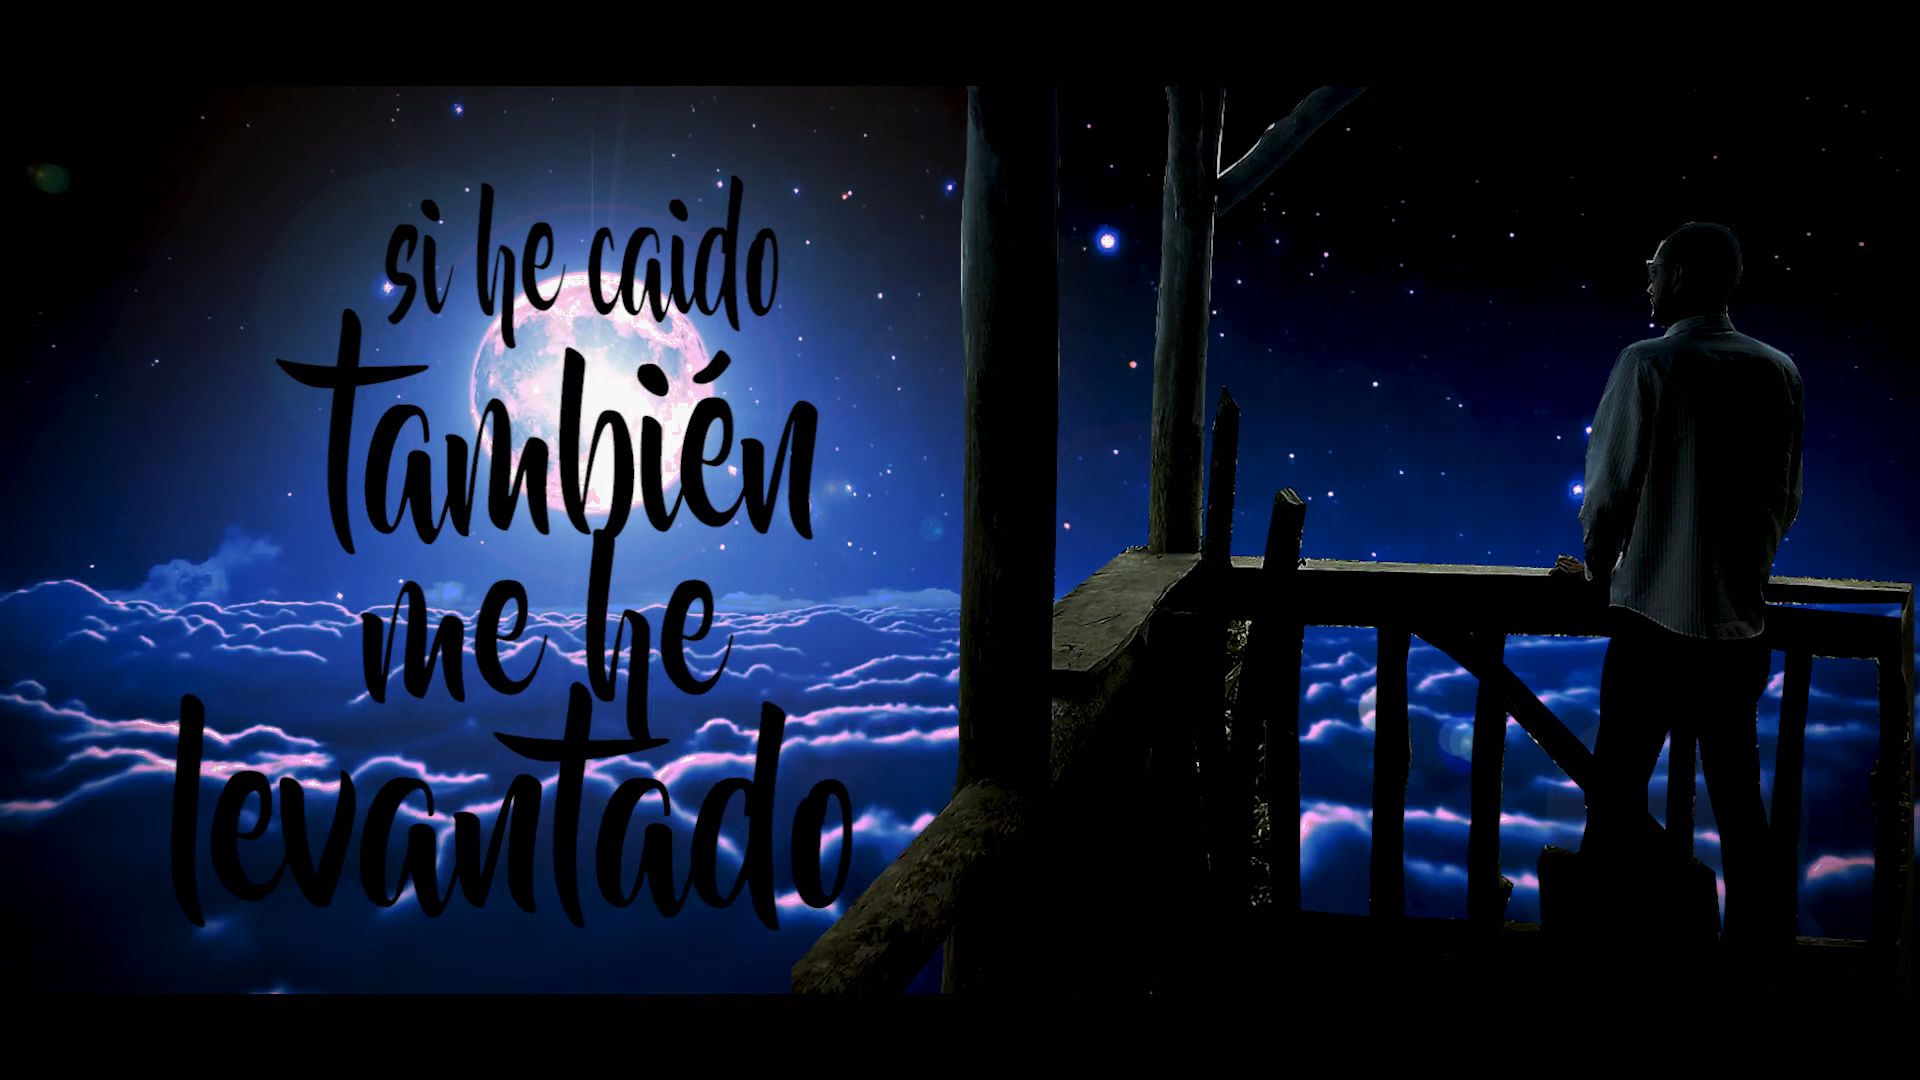 si he caido
también
me he
levantado